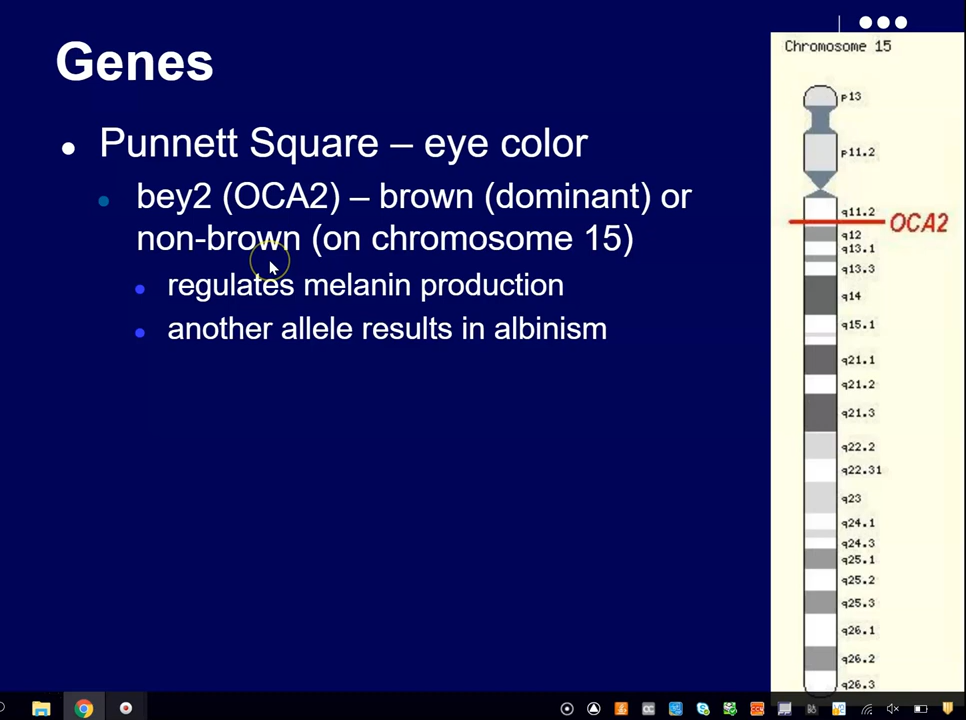 Genes
Punnett Square – eye color
bey2 (OCA2) – brown (dominant) or
non-brown (on chromosome 15)
regulates melanin production
another allele results in albinism
Chromosome 15
p13
p11.2
q11.2
OCA2
q12
q13.1
q13.3
q14
q15.1
q21.1
q21.2
q21.3
q22.2
q22.31
q23
q24.1
q24.3
q25.1
q25.2
q25.3
q26.1
q26.2
q26.3